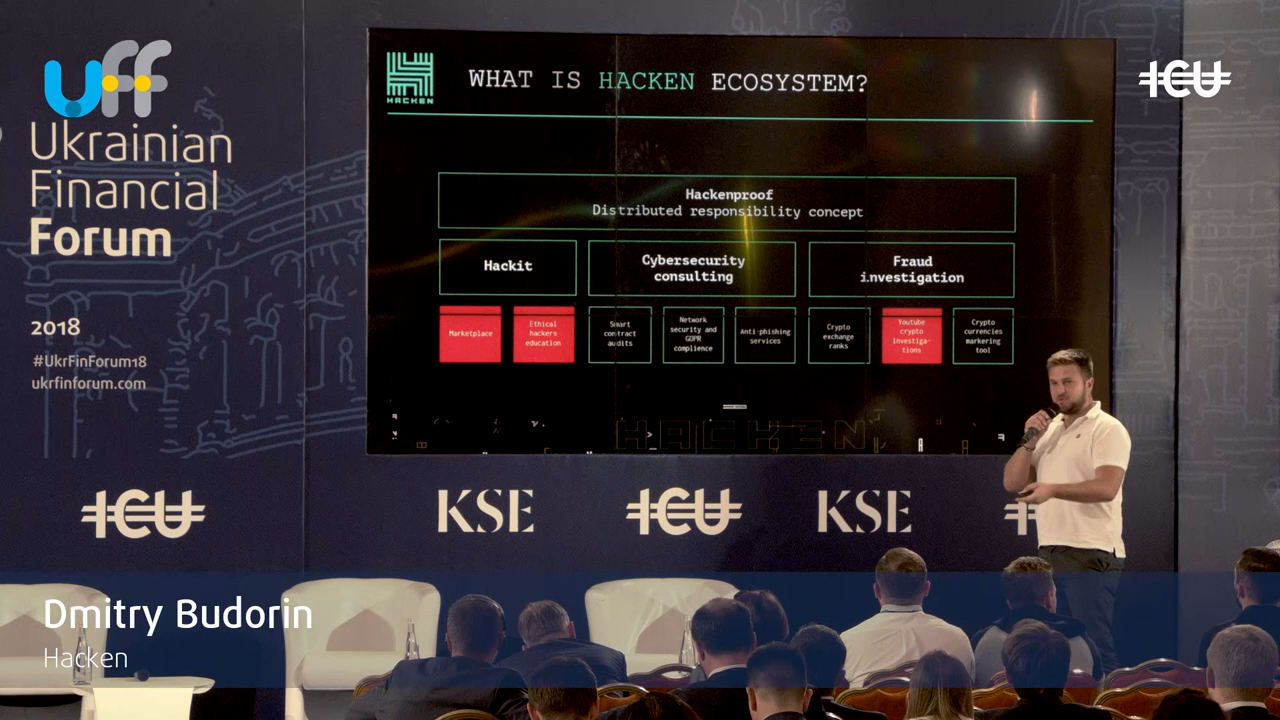 uff
Ukrainian
Financial
Forum
2018
#UkrFinForum18
ukrfinforum.com
ICU
HACKEN
WHAT IS HACKEN ECOSYSTEM?
Hackenproof
Distributed responsibility concept
Hackit
Cybersecurity
consulting
Fraud
investigation
Marketplace
Ethical
hackers
education
Smart
contract
audits
Network
security and
GDPR
complience
Anti-phishing
services
Crypto
exchange
ranks
Youtube
crypto
investiga-
tions
Crypto
currencies
markering
tool
HACKEN
ICU
KSE
ICU
KSE
Dmitry Budorin
Hacken